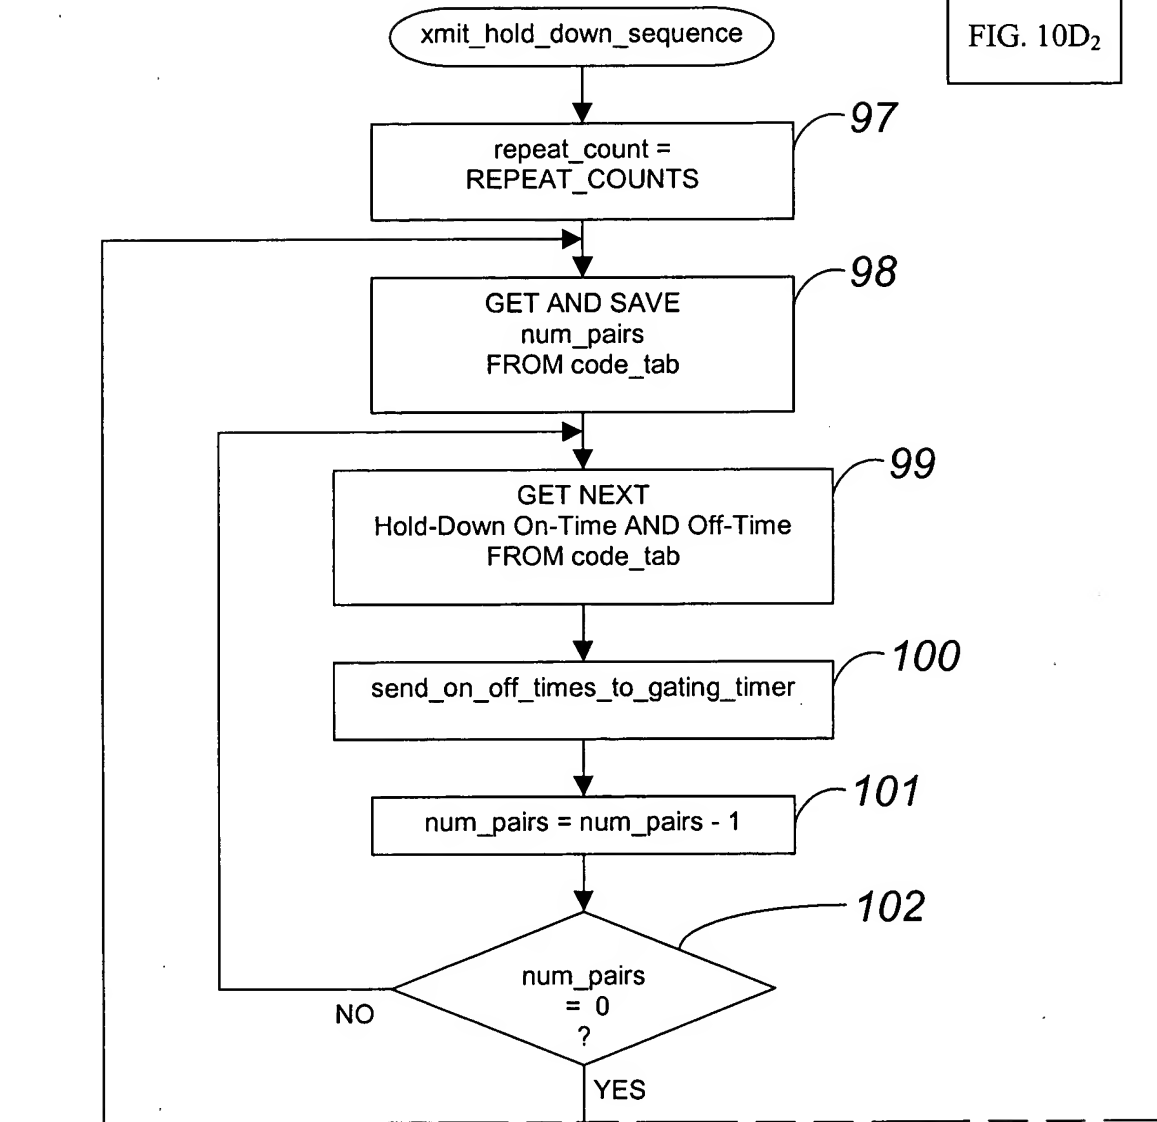 xmit_hold_down_sequence
FIG. 10D₂
97
repeat_count =
REPEAT_COUNTS
98
GET AND SAVE
num_pairs
FROM code_tab
99
GET NEXT
Hold-Down On-Time AND Off-Time
FROM code_tab
100
send_on_off_times_to_gating_timer
101
num_pairs = num_pairs - 1
102
num_pairs
= 0
?
NO
YES